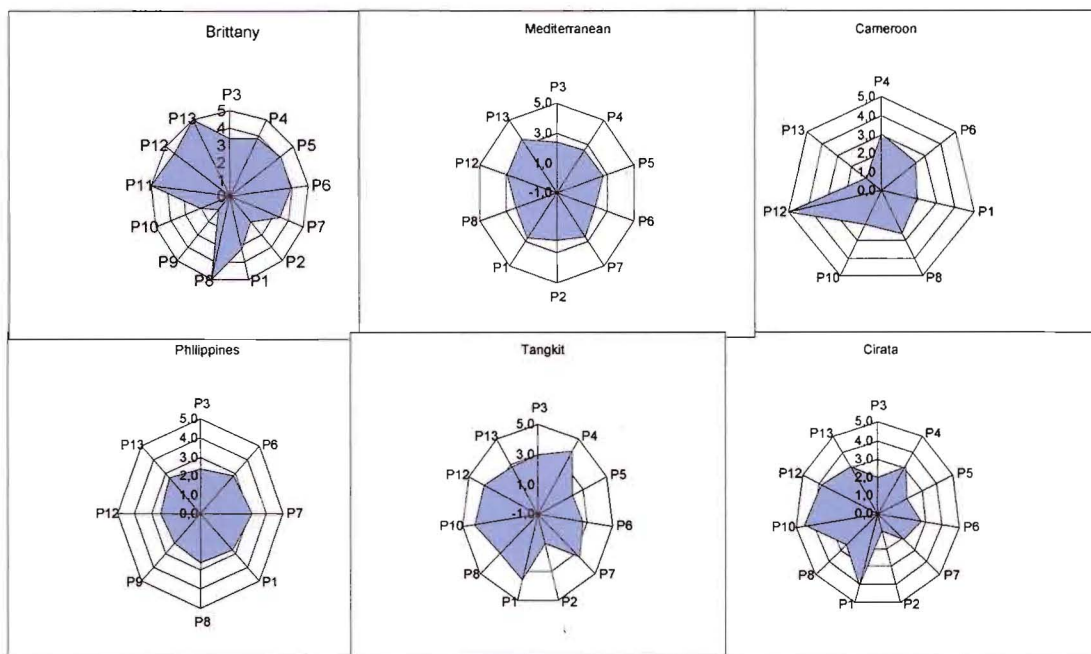 Brittany
P3
P4
P5
P6
P7
P2
P1
P8
P9
P10
P11
P12
P13
5
4
3
2
1
0
Mediterranean
P3
P4
P5
P6
P7
P2
P1
P8
P12
P13
5,0
3,0
1,0
-1,0
Cameroon
P4
P6
P1
P8
P10
P12
P13
5,0
4,0
3,0
2,0
1,0
0,0
Philippines
P3
P6
P7
P1
P8
P9
P12
P13
5,0
4,0
3,0
2,0
1,0
0,0
Tangkit
P3
P4
P5
P6
P7
P2
P1
P8
P10
P12
P13
5,0
3,0
1,0
-1,0
Cirata
P3
P4
P5
P6
P7
P2
P1
P8
P10
P12
P13
5,0
4,0
3,0
2,0
1,0
0,0